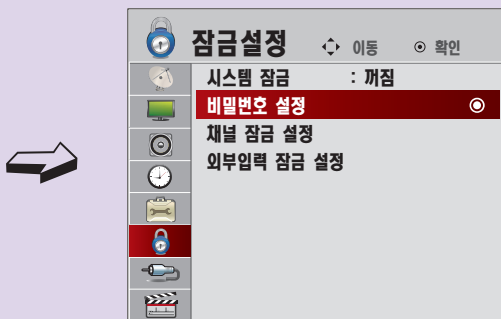 잠금설정 이동 확인
시스템 잠금 : 꺼짐
비밀번호 설정
채널 잠금 설정
외부입력 잠금 설정